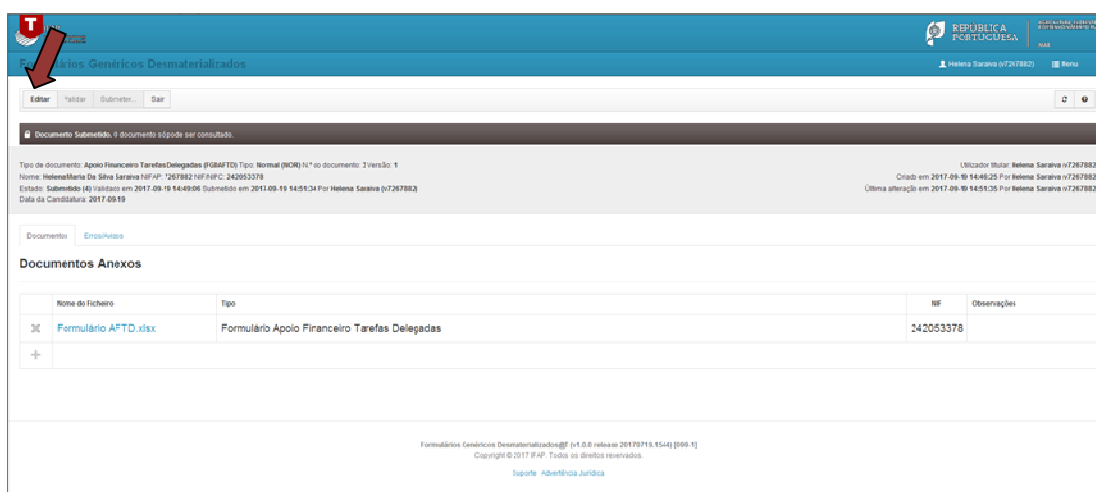 T
REPÚBLICA
PORTUGUESA
Formulários Genéricos Desmaterializados
Helena Saraiva (v7267882) Menu
Editar Validar Submeter... Sair
Documento Submetido. O documento só pode ser consultado.
Tipo de documento: Apoio Financeiro Tarefas Delegadas (FGBAFTD) Tipo: Normal (NOR) N.º do documento: 3 Versão: 1
Nome: Helena Maria Da Silva Saraiva NIFAP: 7267882 NIF/NIFC: 242053378
Estado: Submetido (4) Validado em 2017-09-19 14:49:06 Submetido em 2017-09-19 14:51:34 Por Helena Saraiva (v7267882)
Data da Candidatura: 2017-09-19
Utilizador titular: Helena Saraiva (v7267882
Criado em 2017-09-19 14:46:25 Por Helena Saraiva (v7267882
Última alteração em 2017-09-19 14:51:35 Por Helena Saraiva (v7267882
Documentos Erros/Avisos
Documentos Anexos
Nome do Ficheiro Tipo NIF Observações
Formulário AFTD.xlsx Formulário Apoio Financeiro Tarefas Delegadas 242053378
Formulários Genéricos Desmaterializados@f (v1.0.0 release 20170719.1544) [000-1]
Copyright © 2017 IFAP. Todos os direitos reservados.
Suporte Advertência Jurídica